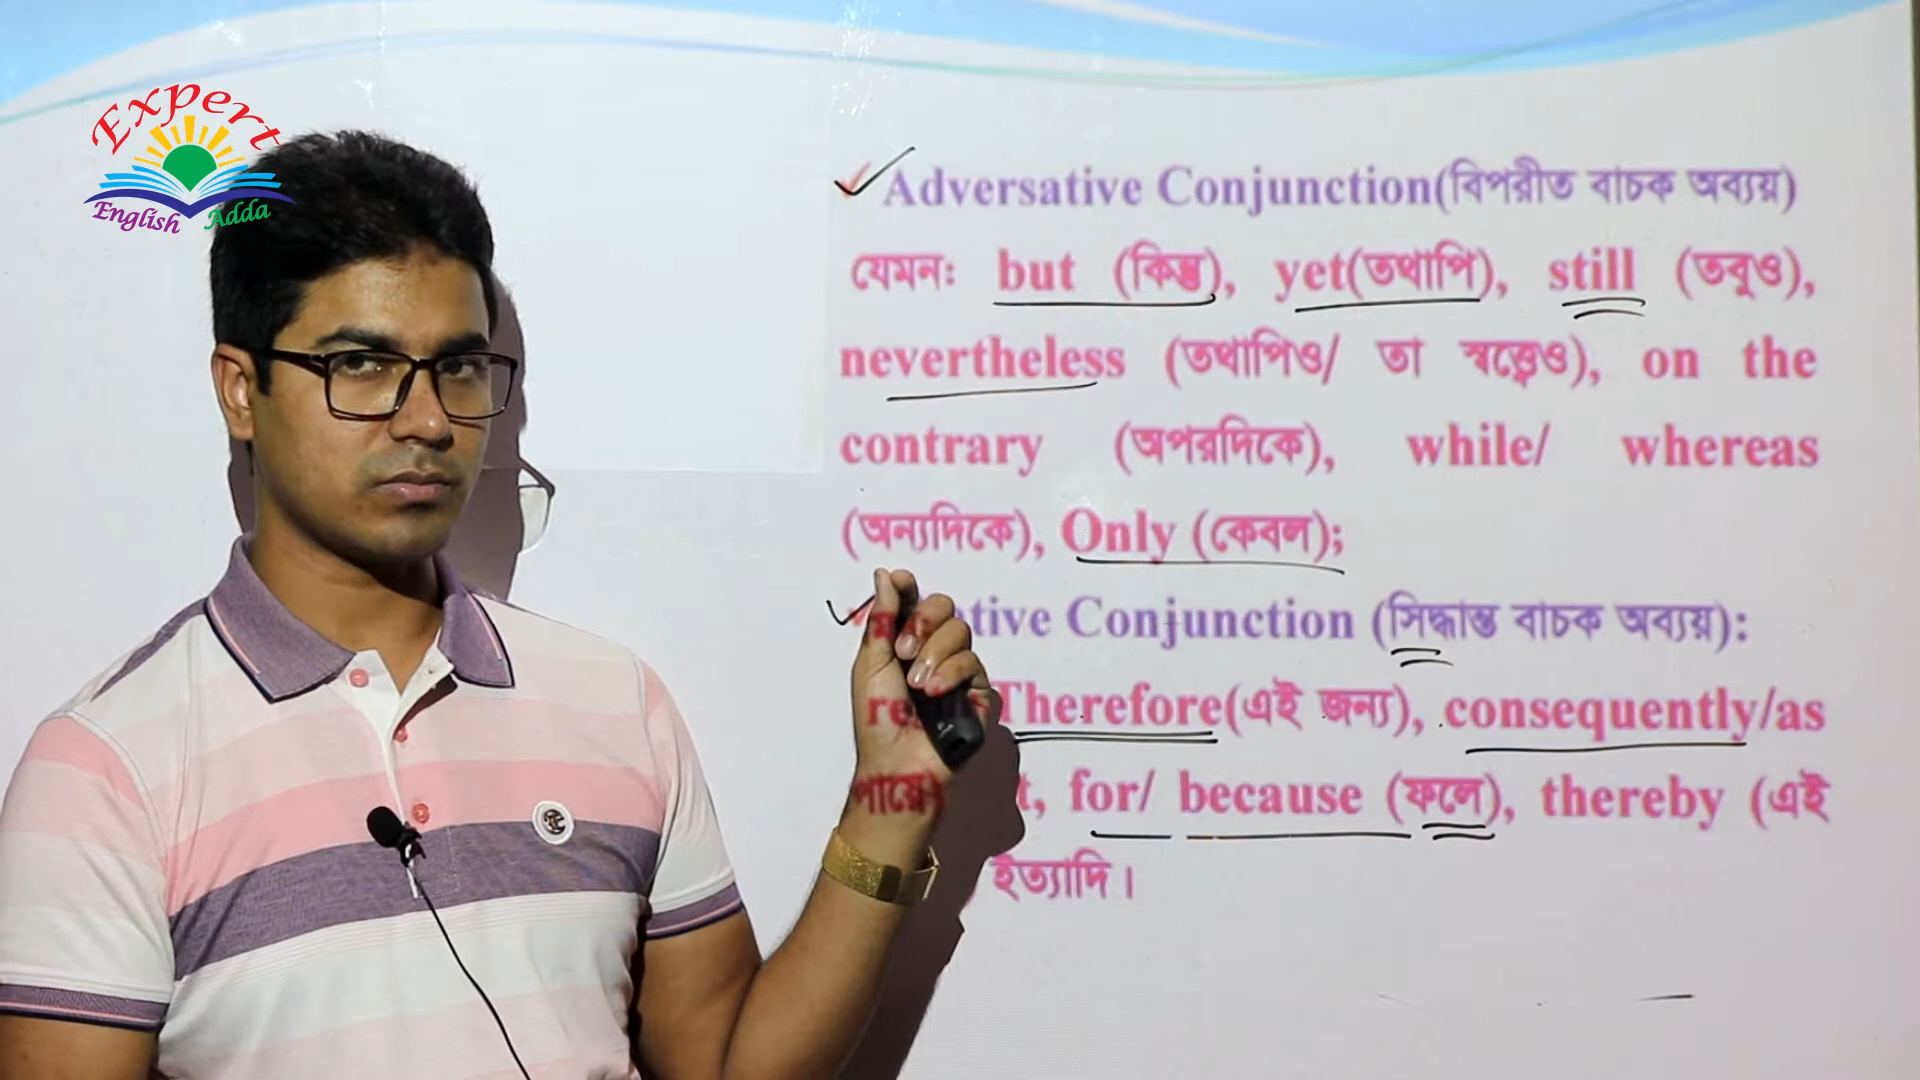 Expert
English Adda
Adversative Conjunction(বিপরীত বাচক অব্যয়)
যেমনঃ but (কিন্তু), yet(তথাপি), still (তবুও),
nevertheless (তথাপিও/ তা স্বত্ত্বেও), on the
contrary (অপরদিকে), while/ whereas
(অন্যদিকে), Only (কেবল);
Conjunction (সিদ্ধান্ত বাচক অব্যয়):
Therefore(এই জন্য), consequently/as
for/ because (ফলে), thereby (এই
ইত্যাদি।